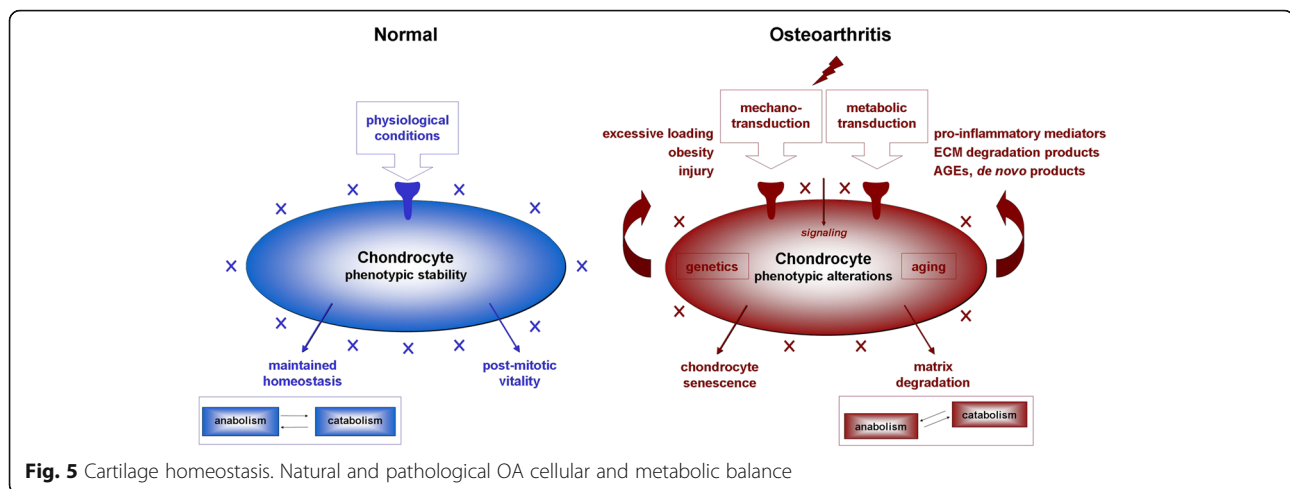 Normal
physiological
conditions
Chondrocyte
phenotypic stability
maintained
homeostasis
post-mitotic
vitality
anabolism
catabolism
Osteoarthritis
mechano-
transduction
metabolic
transduction
excessive loading
obesity
injury
pro-inflammatory mediators
ECM degradation products
AGEs, de novo products
signaling
genetics
Chondrocyte
phenotypic alterations
aging
chondrocyte
senescence
matrix
degradation
anabolism
catabolism
Fig. 5 Cartilage homeostasis. Natural and pathological OA cellular and metabolic balance